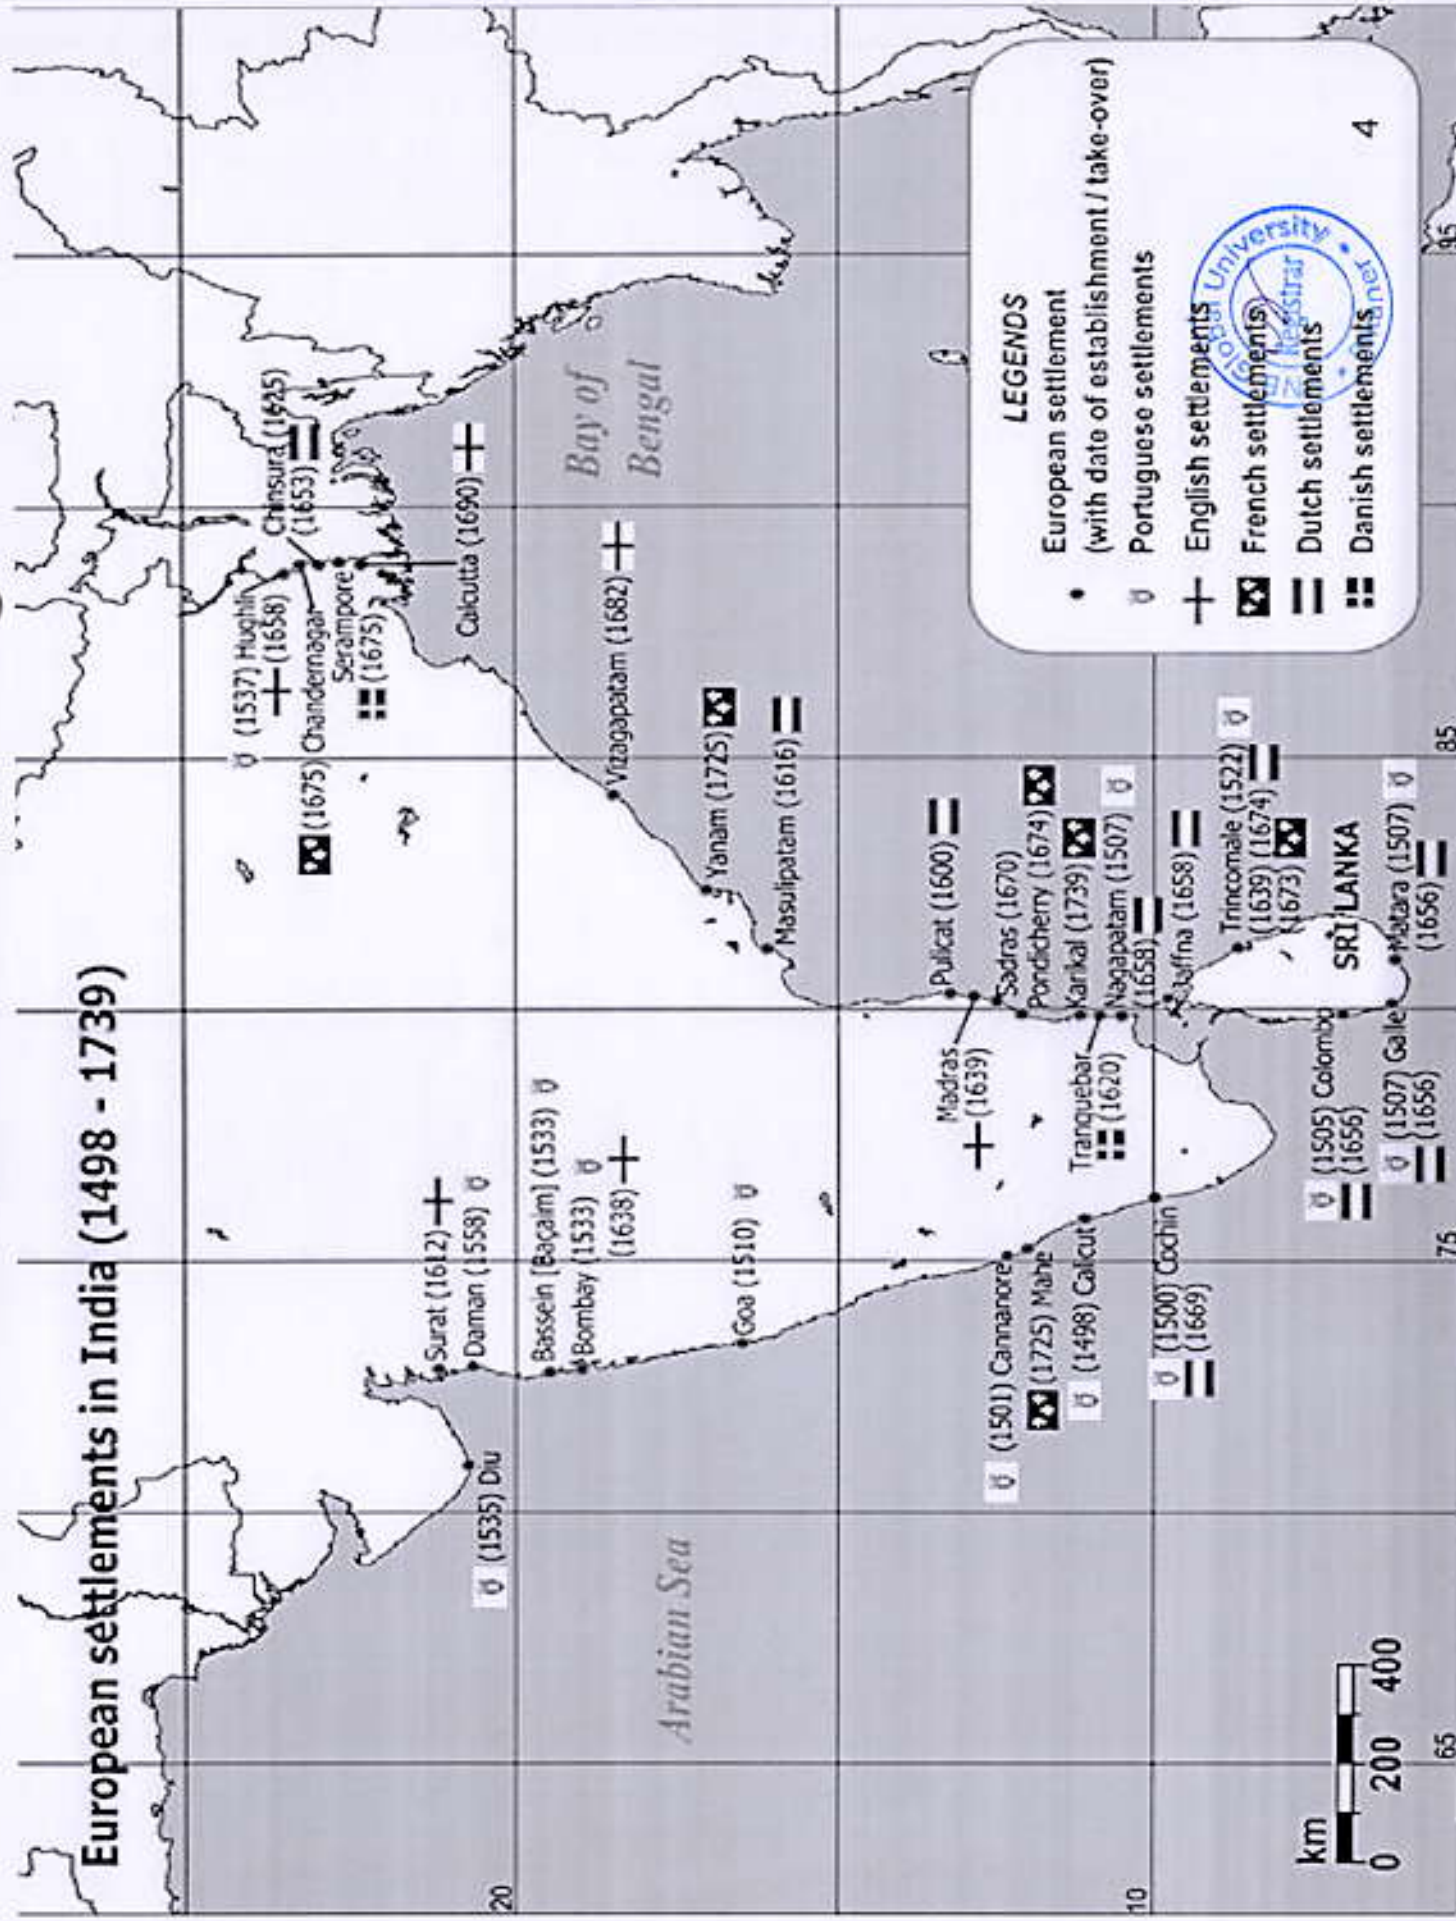 European settlements in India (1498 - 1739)
(1537) Hughli
(1658)
(1675) Chandernagar
Serampore
(1675)
Chinsura (1625)
(1653)
Calcutta (1690)
Surat (1612)
Daman (1558)
(1535) Diu
Bassein [Baçaim] (1533)
Bombay (1533)
(1638)
Goa (1510)
Vizagapatam (1682)
Yanam (1725)
Masulipatam (1616)
Bay of
Bengal
Arabian Sea
Pulicat (1600)
Madras
(1639)
Sadras (1670)
Pondicherry (1674)
Karikal (1739)
Tranquebar
(1620)
Nagapatam (1507)
(1658)
Jaffna (1658)
(1501) Cannanore
(1725) Mahe
(1498) Calicut
(1500) Cochin
(1669)
Trincomale (1522)
(1639) (1674)
(1673)
SRI LANKA
(1505) Colombo
(1656)
(1507) Galle
(1656)
Matara (1507)
(1656)
LEGENDS
European settlement
(with date of establishment / take-over)
Portuguese settlements
English settlements
French settlements
Dutch settlements
Danish settlements
4
Global University
Registrar
km
0 200 400
20
10
65
75
85
95